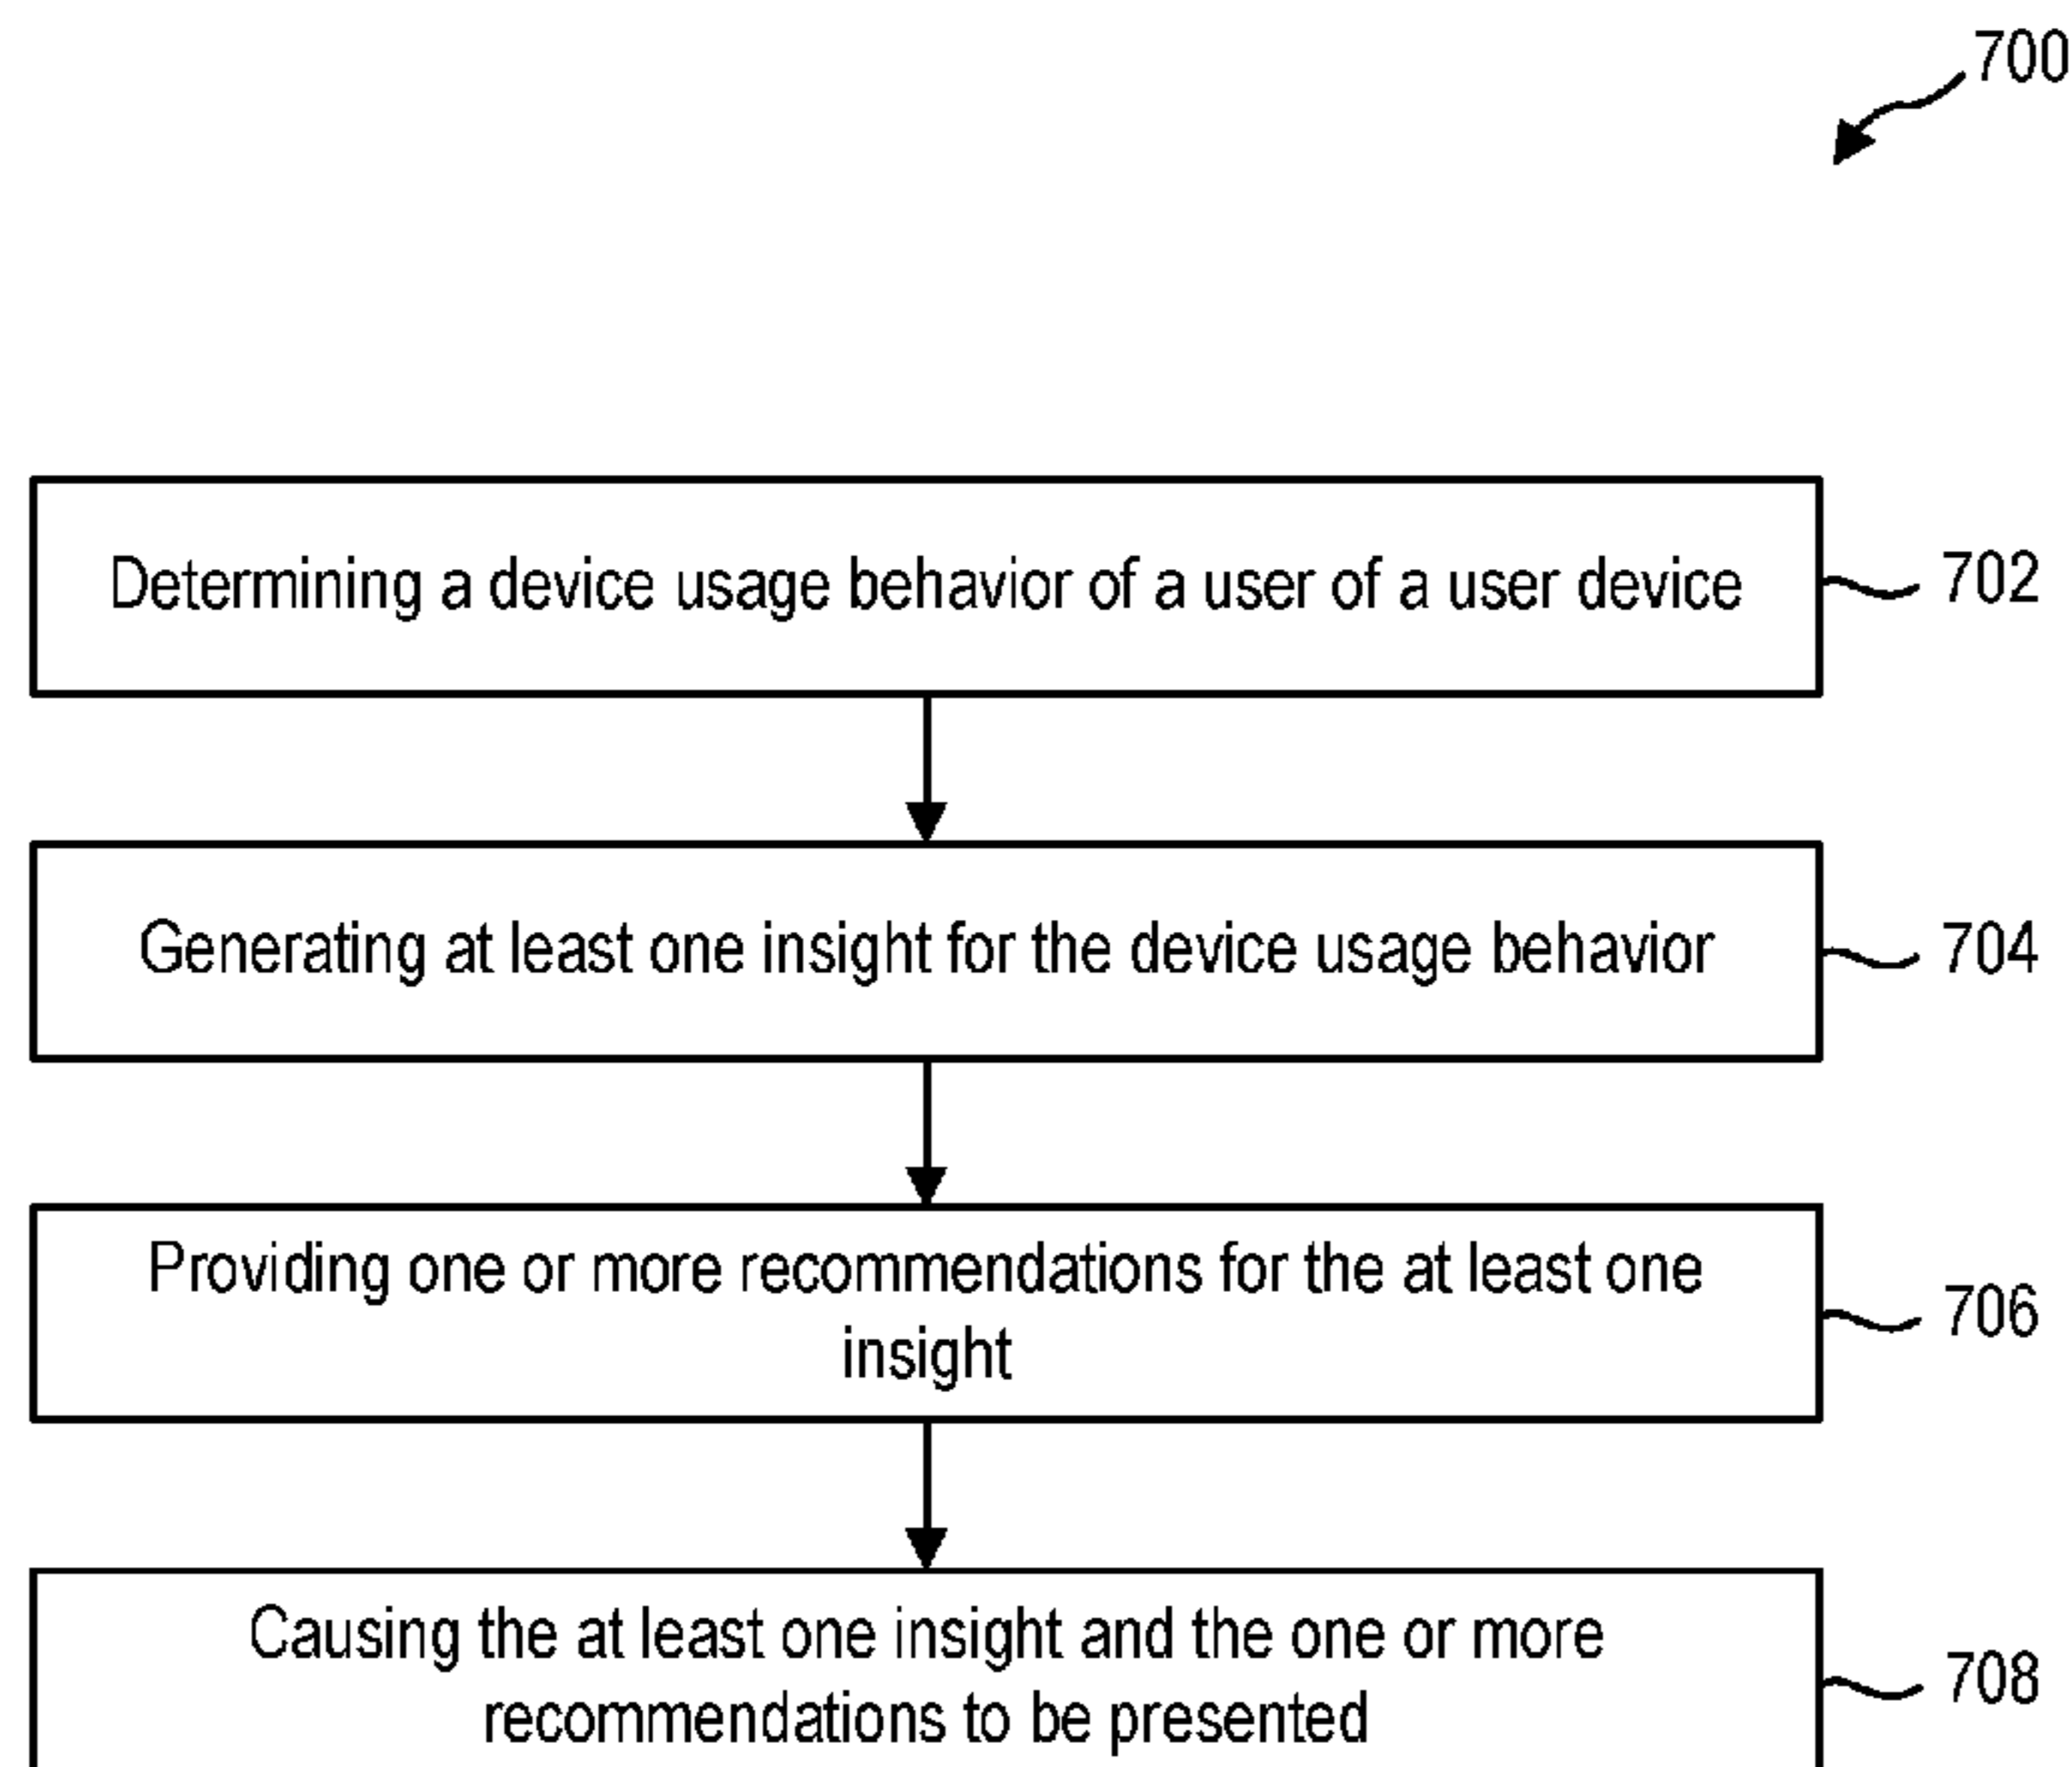 700
Determining a device usage behavior of a user of a user device
702
Generating at least one insight for the device usage behavior
704
Providing one or more recommendations for the at least one
insight
706
Causing the at least one insight and the one or more
recommendations to be presented
708